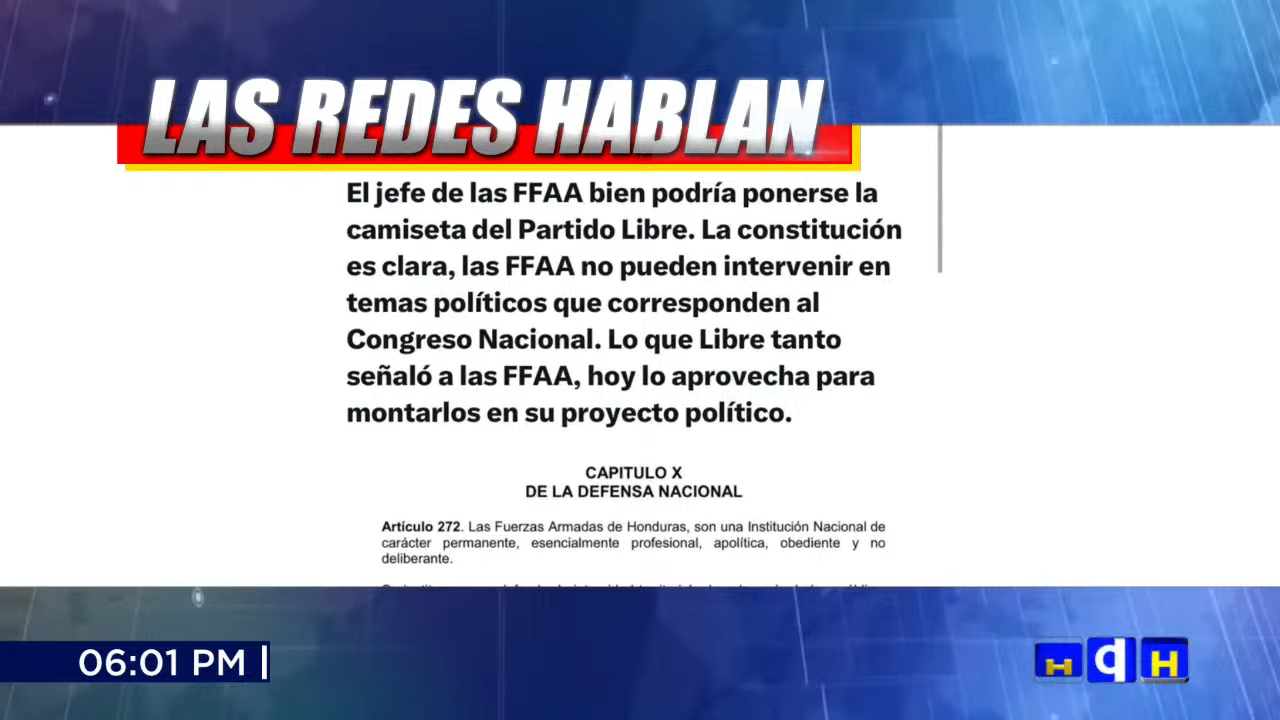 LAS REDES HABLAN
El jefe de las FFAA bien podría ponerse la
camiseta del Partido Libre. La constitución
es clara, las FFAA no pueden intervenir en
temas políticos que corresponden al
Congreso Nacional. Lo que Libre tanto
señaló a las FFAA, hoy lo aprovecha para
montarlos en su proyecto político.
CAPITULO X
DE LA DEFENSA NACIONAL
Artículo 272. Las Fuerzas Armadas de Honduras, son una Institución Nacional de
carácter permanente, esencialmente profesional, apolítica, obediente y no
deliberante.
06:01 PM
H q H